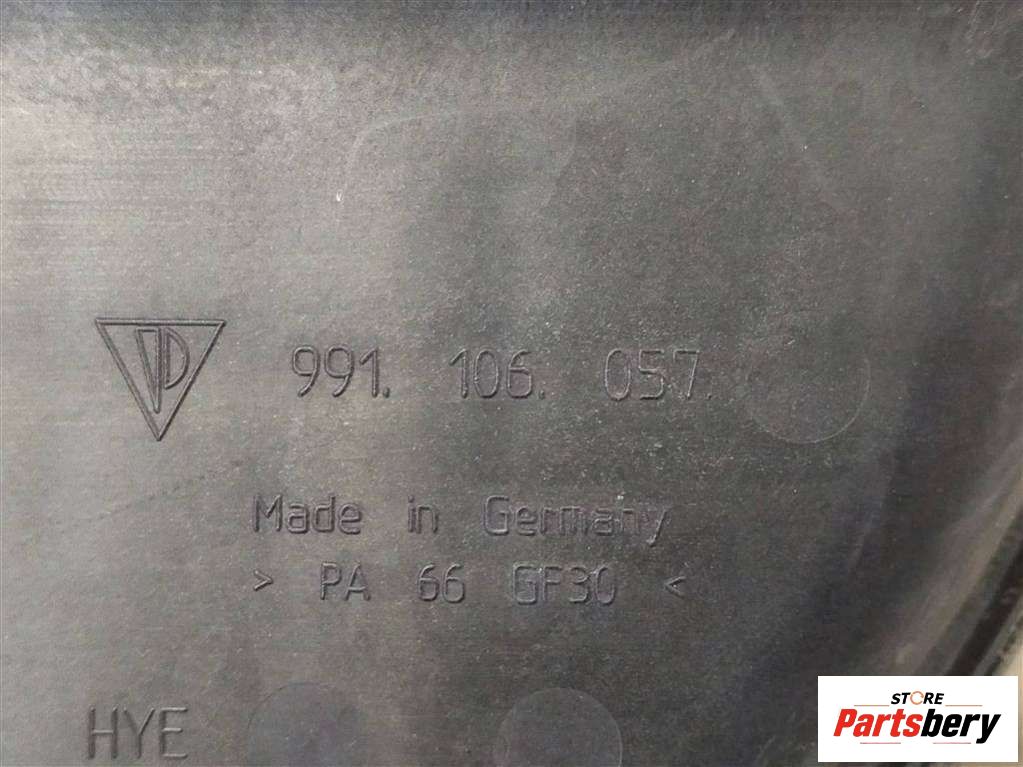 991. 106. 057.
Made in Germany
> PA 66 GF30 <
HYE
STORE
Partsbery